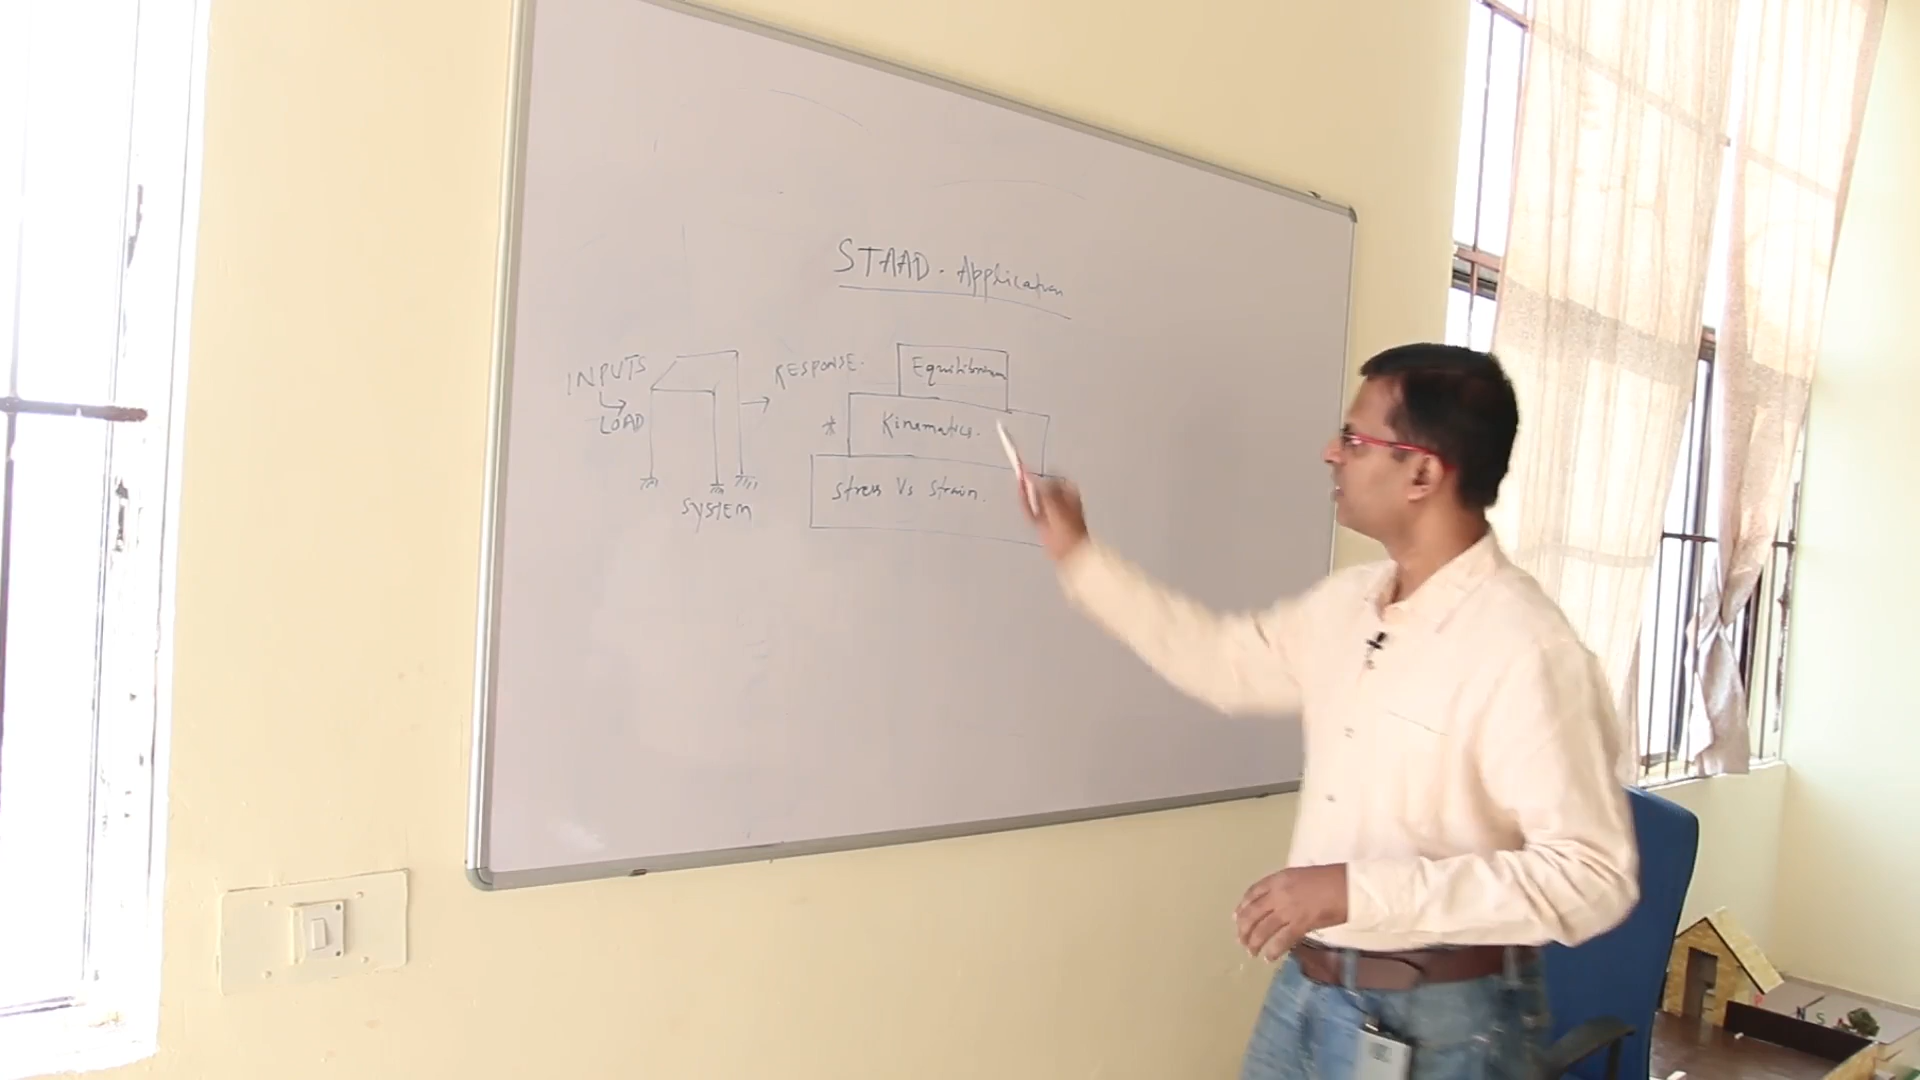 STAAD. Application
INPUTS
LOAD
SYSTEM
RESPONSE.
Equilibrium
* Kinematics.
Stress Vs Strain.
N S